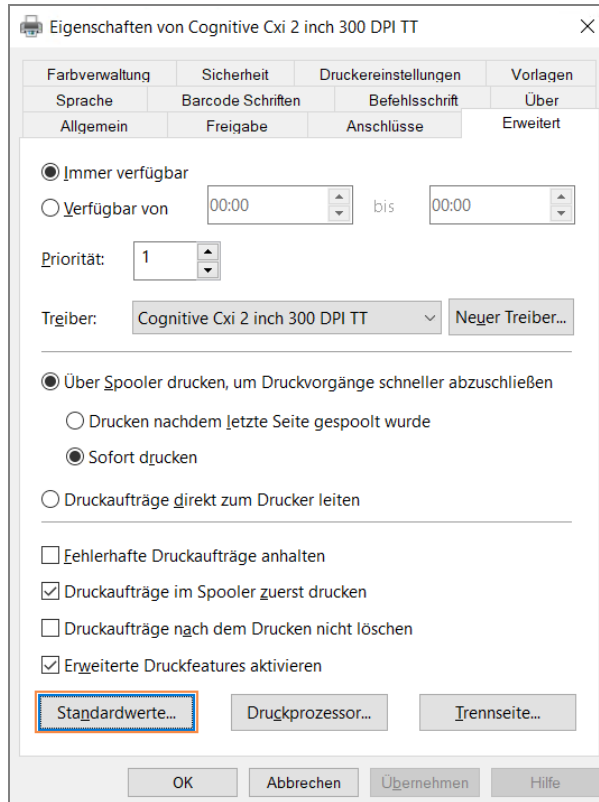 Eigenschaften von Cognitive Cxi 2 inch 300 DPI TT
Farbverwaltung Sicherheit Druckereinstellungen Vorlagen
Sprache Barcode Schriften Befehlsschrift Über
Allgemein Freigabe Anschlüsse Erweitert
Immer verfügbar
Verfügbar von 00:00 bis 00:00
Priorität: 1
Treiber: Cognitive Cxi 2 inch 300 DPI TT Neuer Treiber...
Über Spooler drucken, um Druckvorgänge schneller abzuschließen
Drucken nachdem letzte Seite gespoolt wurde
Sofort drucken
Druckaufträge direkt zum Drucker leiten
Fehlerhafte Druckaufträge anhalten
Druckaufträge im Spooler zuerst drucken
Druckaufträge nach dem Drucken nicht löschen
Erweiterte Druckfeatures aktivieren
Standardwerte... Druckprozessor... Trennseite...
OK Abbrechen Übernehmen Hilfe